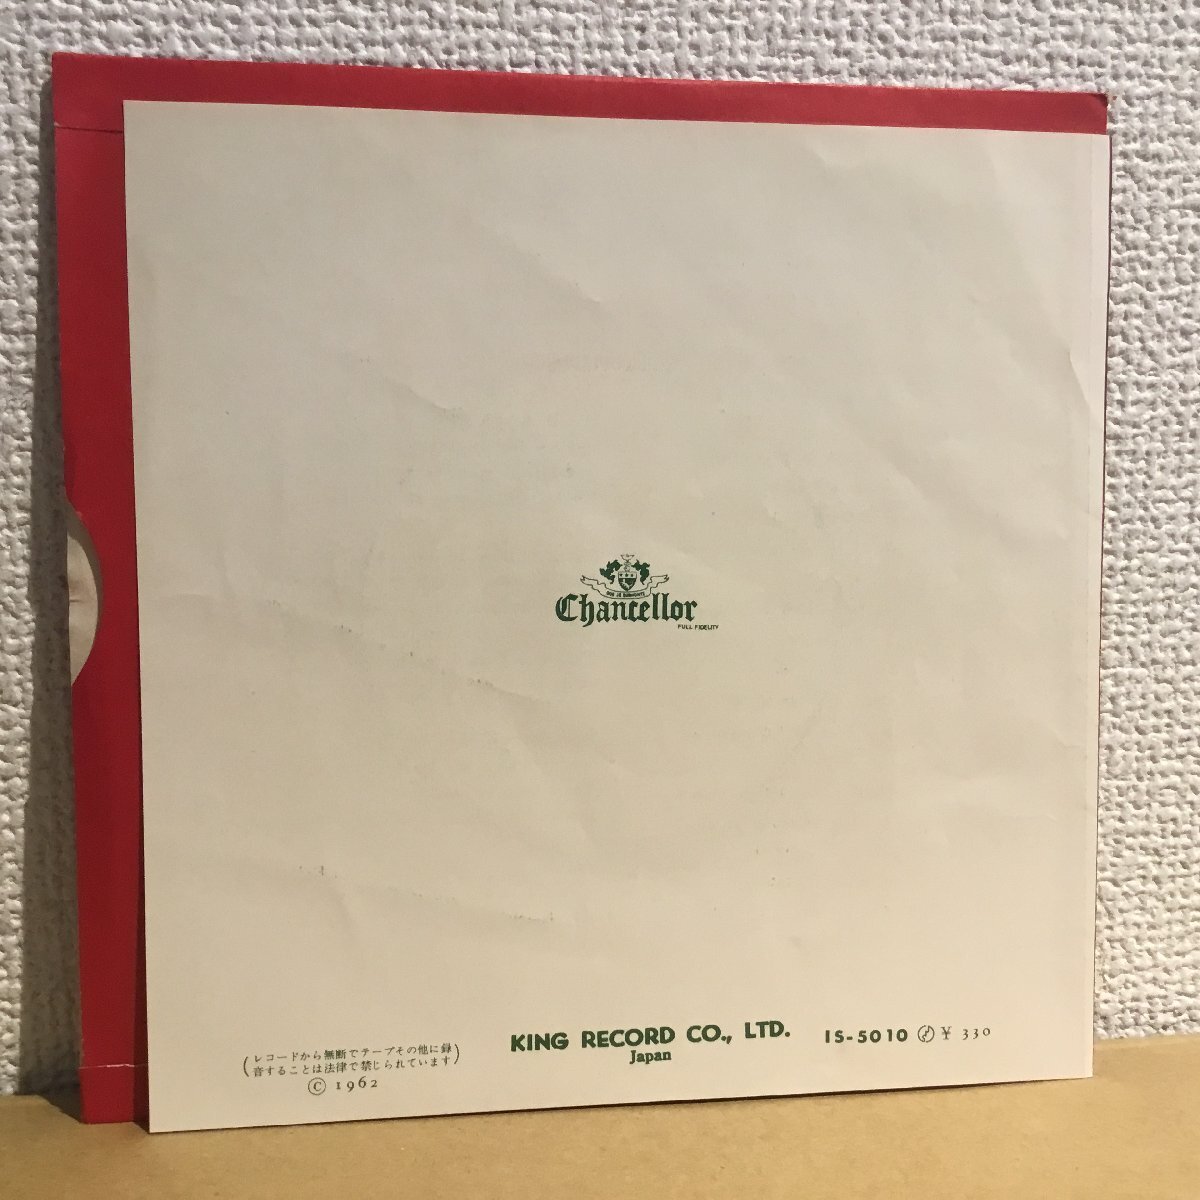 Chancellor
FULL FIDELITY
KING RECORD CO., LTD. IS-5010 ¥ 330
Japan
(レコードから無断でテープその他に録
音することは法律で禁じられています)
© 1962